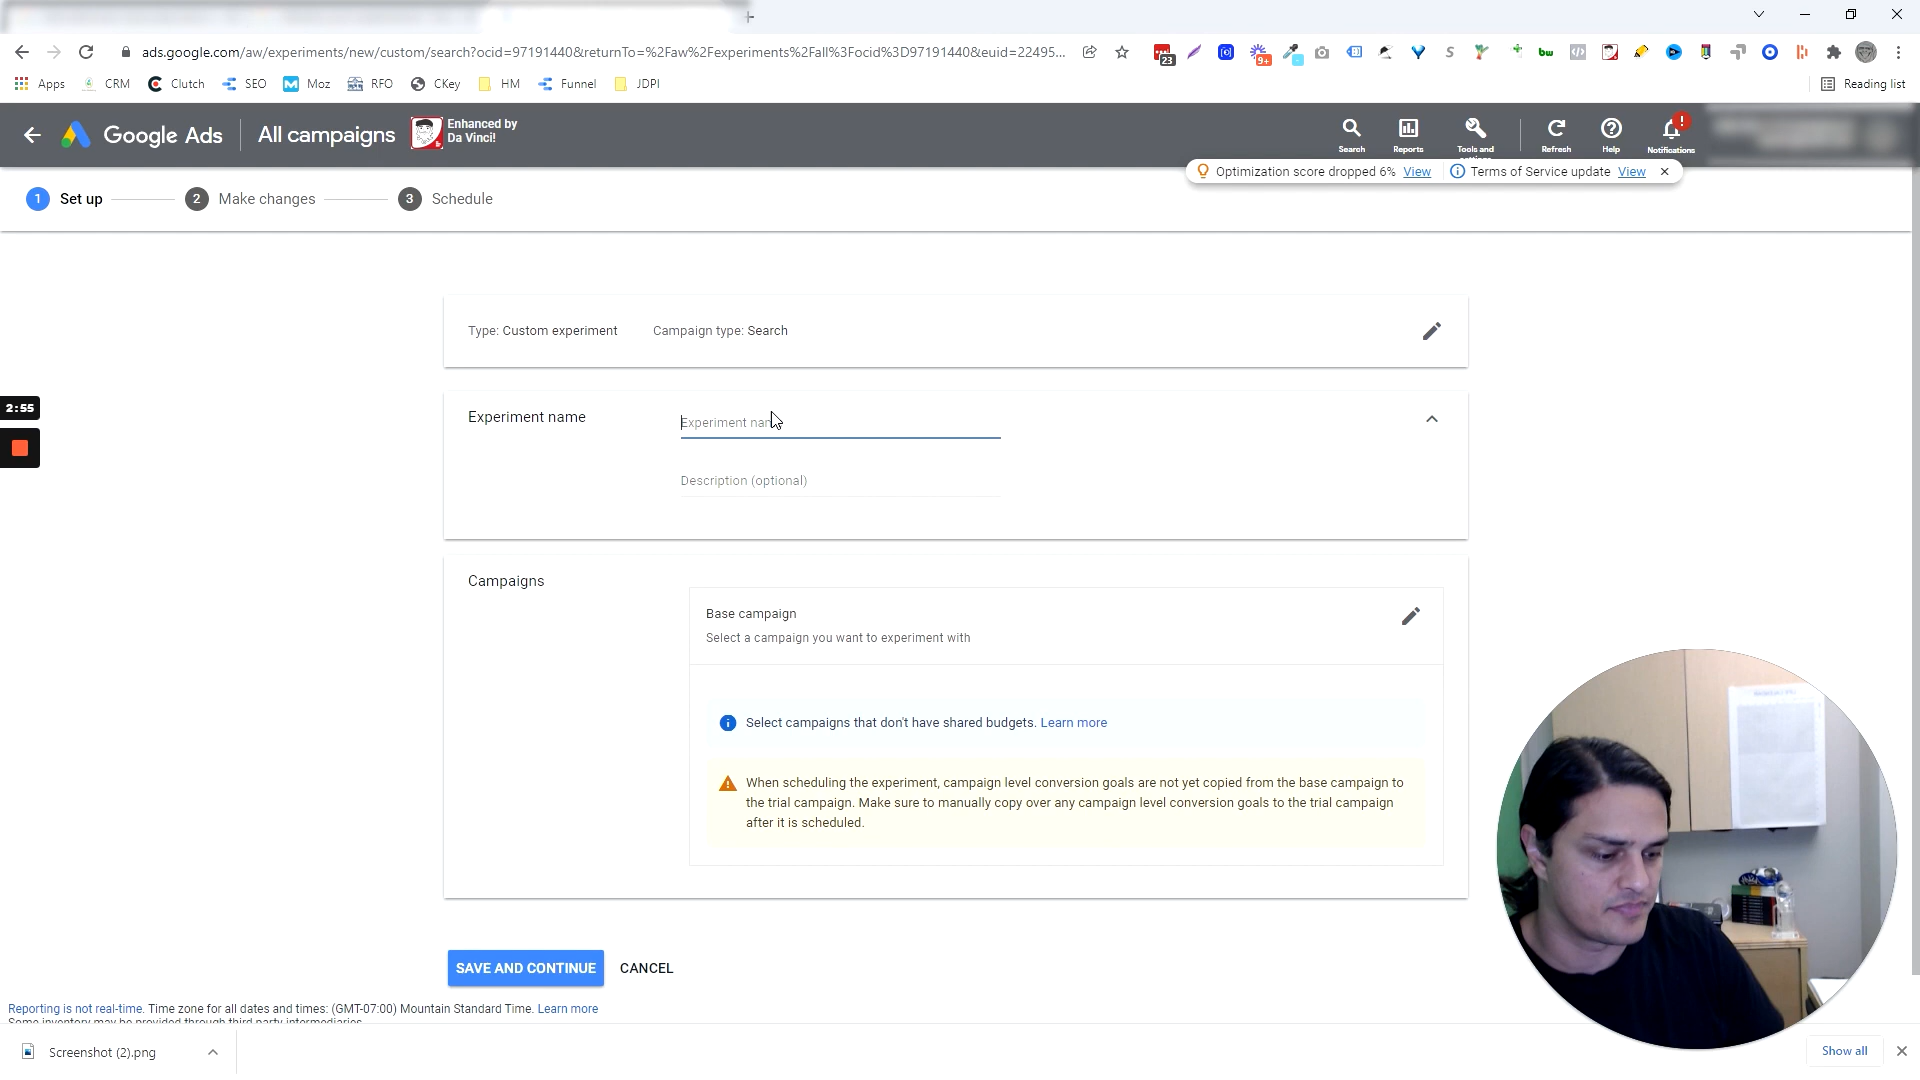 ads.google.com/aw/experiments/new/custom/search?ocid=97191440&returnTo=%2Faw%2Fexperiments%2Fall%3Focid%3D97191440&euid=22495...
23
9+
bw
Apps
CRM
Clutch
SEO
Moz
RFO
CKey
HM
Funnel
JDPI
Reading list
Google Ads
All campaigns
Enhanced by
Da Vinci!
Search
Reports
Tools and
Refresh
Help
Notifications
Optimization score dropped 6% View
Terms of Service update View
1 Set up
2 Make changes
3 Schedule
Type: Custom experiment Campaign type: Search
2:55
Experiment name
Experiment nam
Description (optional)
Campaigns
Base campaign
Select a campaign you want to experiment with
Select campaigns that don't have shared budgets. Learn more
When scheduling the experiment, campaign level conversion goals are not yet copied from the base campaign to
the trial campaign. Make sure to manually copy over any campaign level conversion goals to the trial campaign
after it is scheduled.
SAVE AND CONTINUE CANCEL
Reporting is not real-time. Time zone for all dates and times: (GMT-07:00) Mountain Standard Time. Learn more
Some inventory may be provided through third party intermediaries.
Screenshot (2).png
Show all